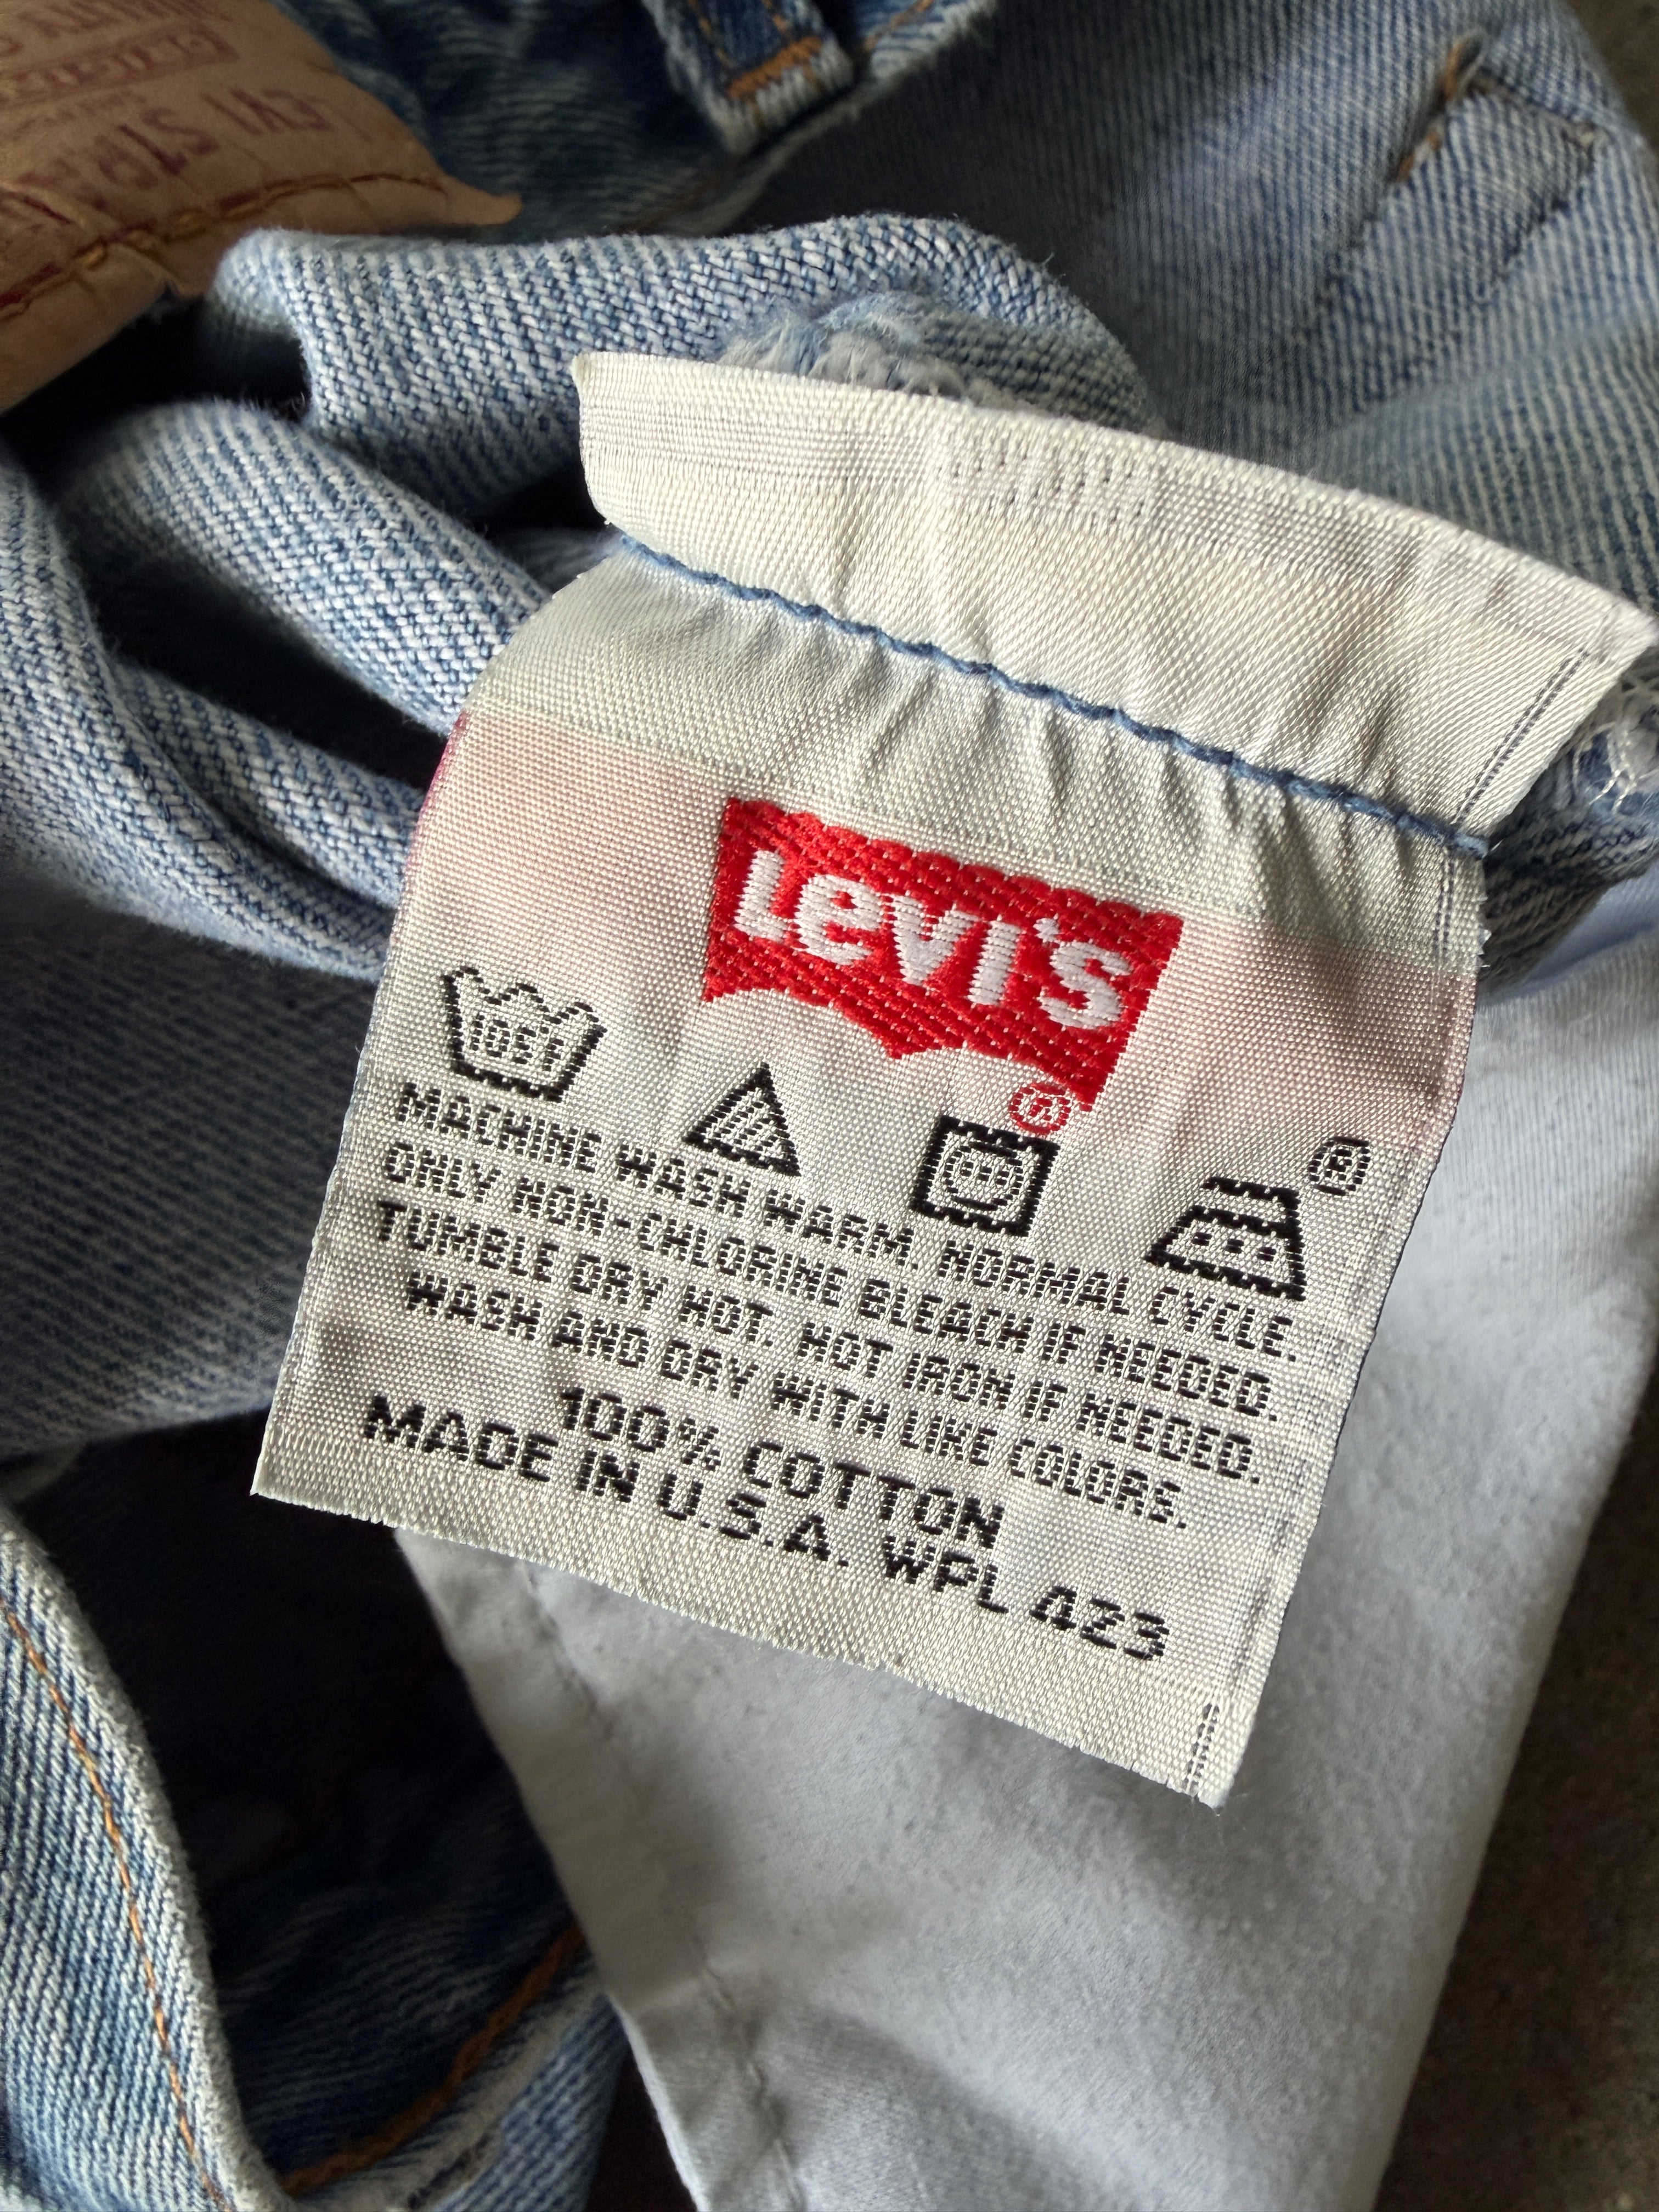 LEVI'S
®
105F
®
MACHINE WASH WARM. NORMAL CYCLE.
ONLY NON-CHLORINE BLEACH IF NEEDED.
TUMBLE DRY HOT. HOT IRON IF NEEDED.
WASH AND DRY WITH LIKE COLORS.
100% COTTON
MADE IN U.S.A. WPL 423